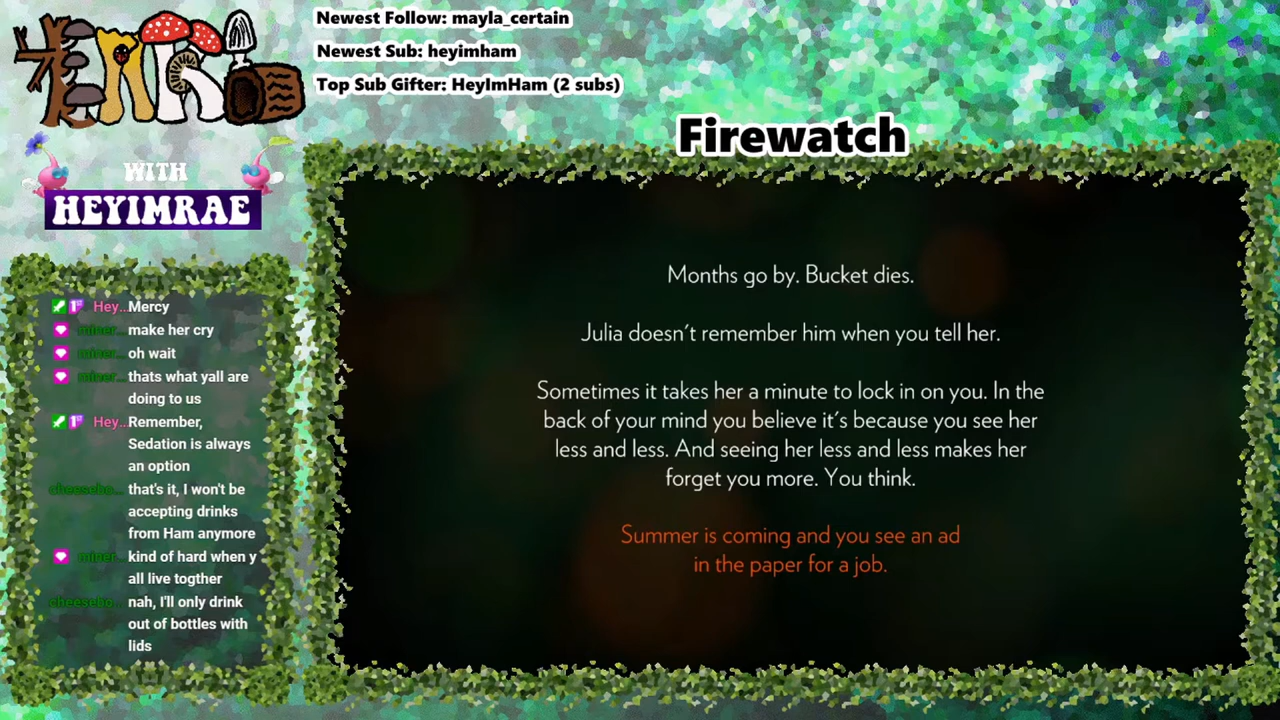 Newest Follow: mayla_certain
Newest Sub: heyimham
Top Sub Gifter: HeyImHam (2 subs)
WITH
HEYIMRAE
Firewatch
Hey... Mercy
miner... make her cry
miner... oh wait
miner... thats what yall are
doing to us
Hey... Remember,
Sedation is always
an option
cheesebo... that's it, I won't be
accepting drinks
from Ham anymore
miner... kind of hard when y
all live togther
cheesebo... nah, I'll only drink
out of bottles with
lids
Months go by. Bucket dies.
Julia doesn't remember him when you tell her.
Sometimes it takes her a minute to lock in on you. In the
back of your mind you believe it's because you see her
less and less. And seeing her less and less makes her
forget you more. You think.
Summer is coming and you see an ad
in the paper for a job.